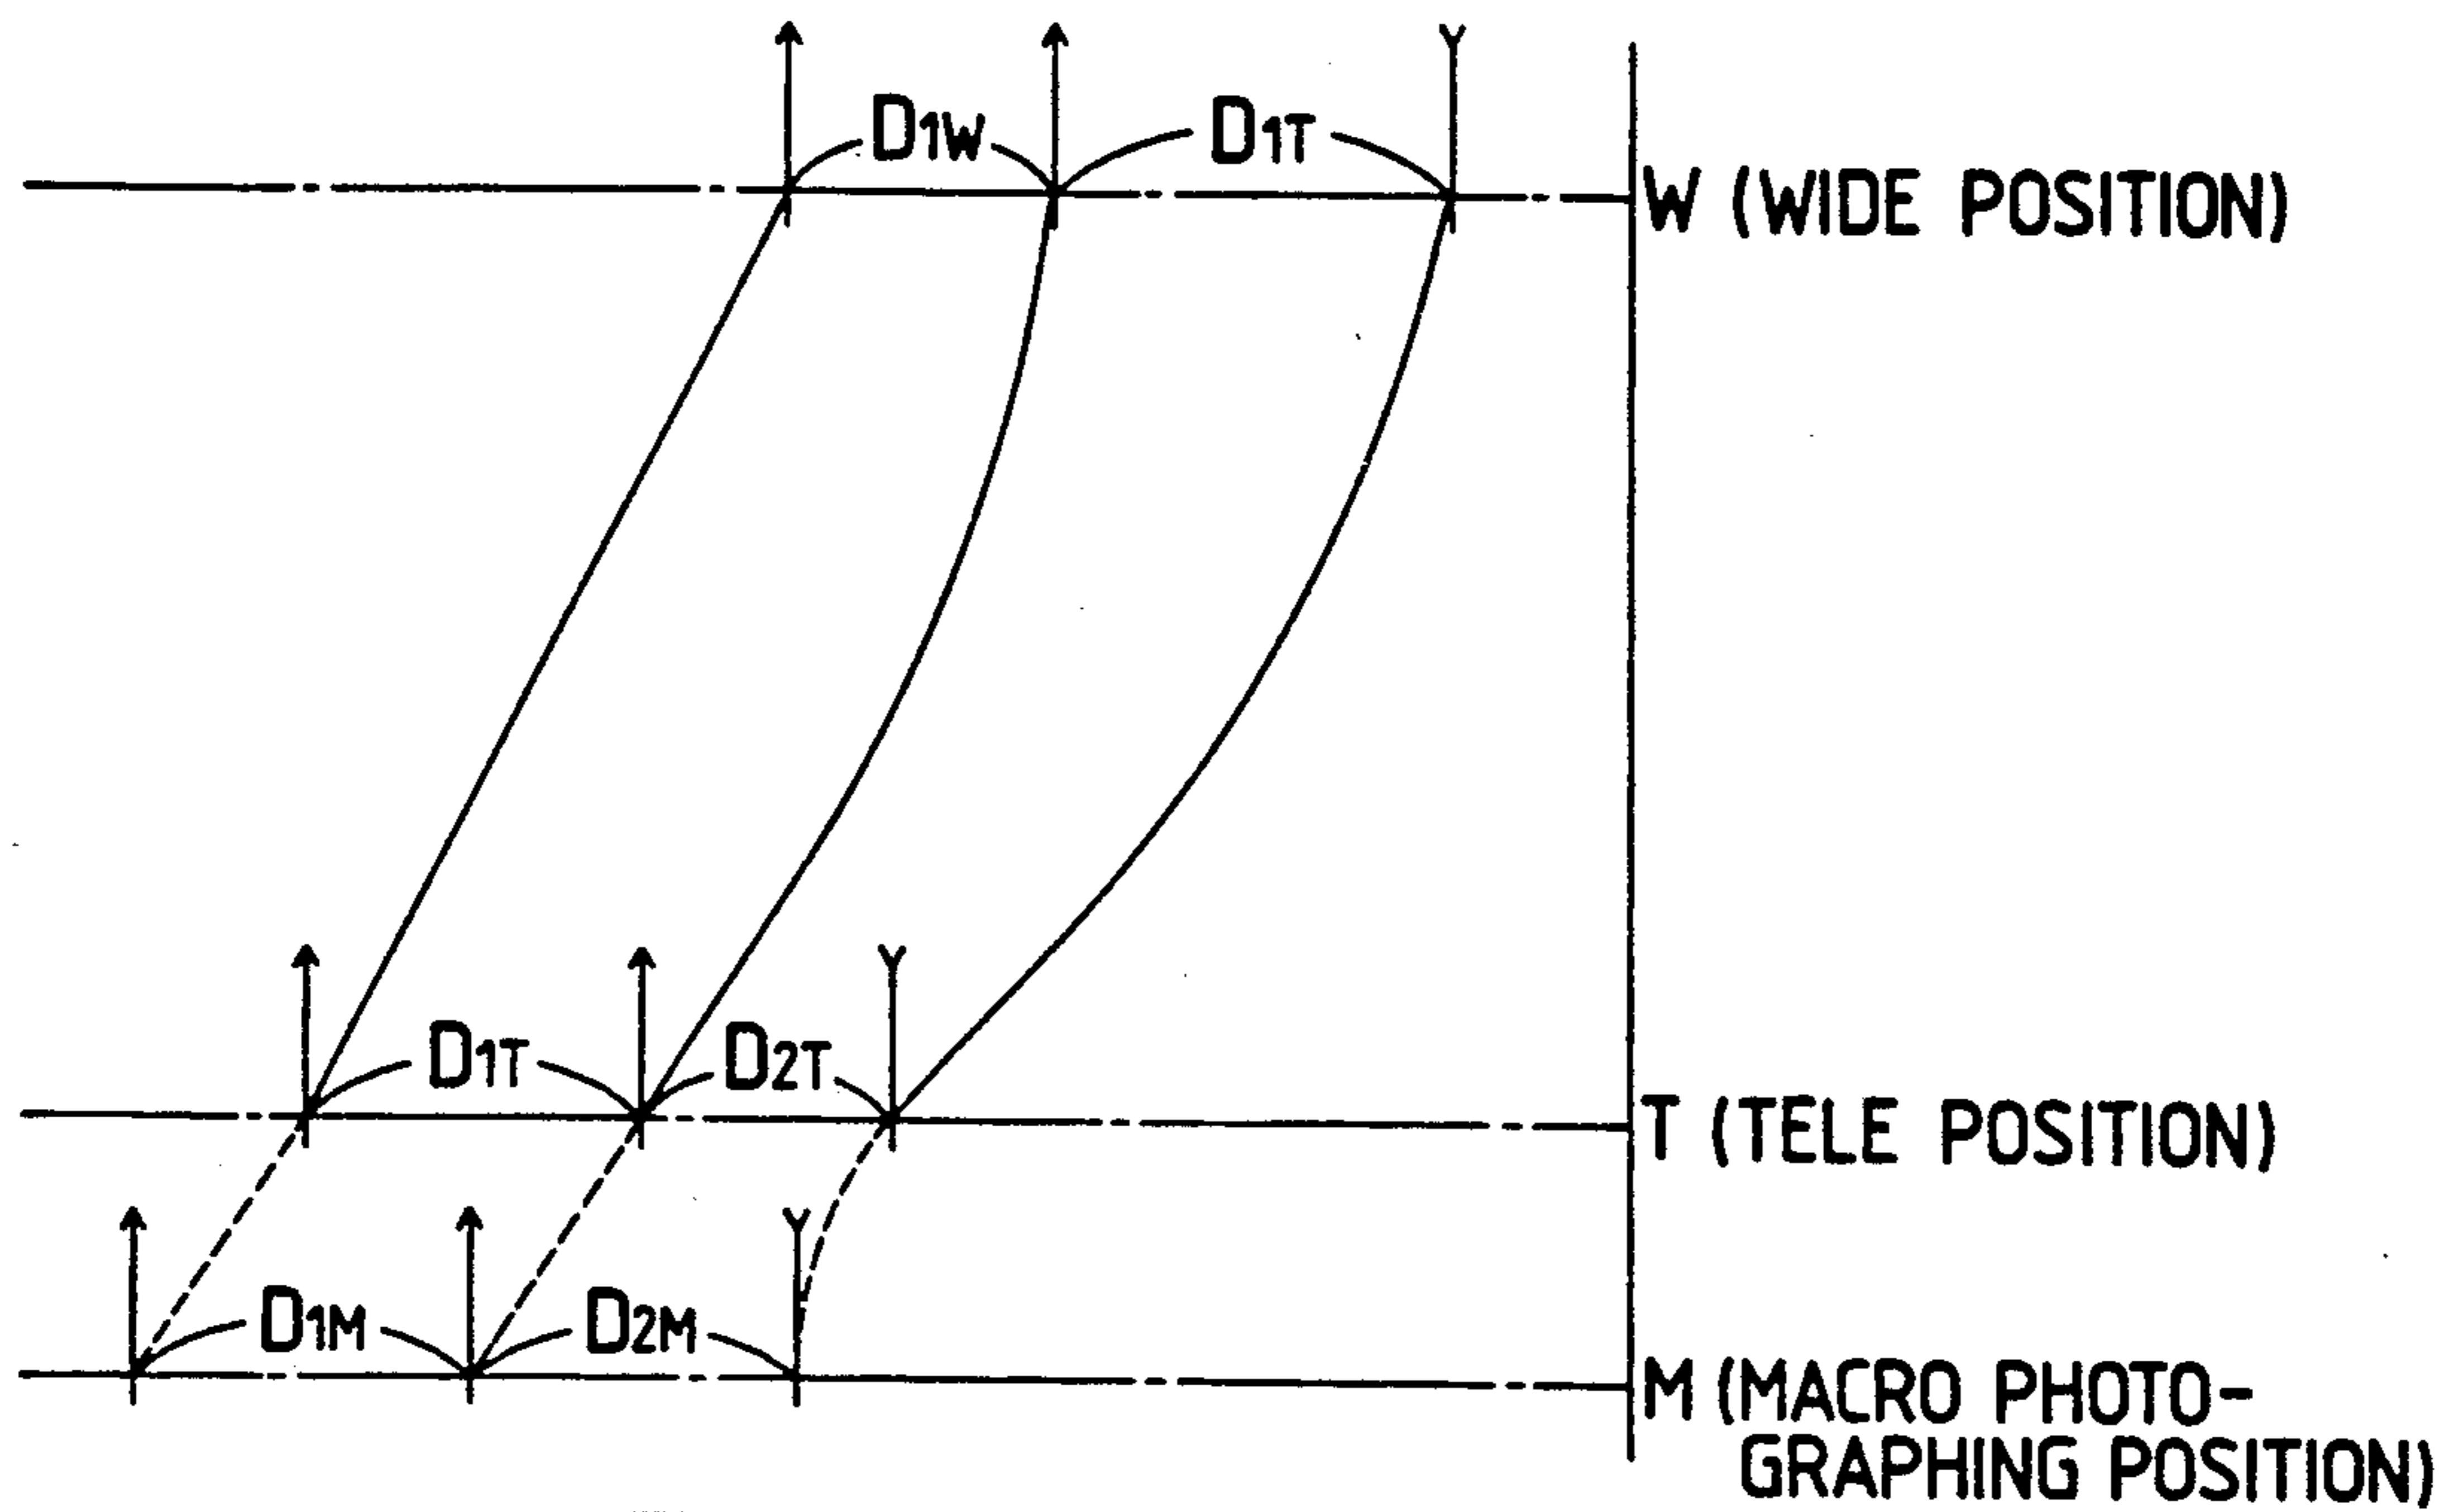 D1W D1T
W (WIDE POSITION)
D1T D2T
T (TELE POSITION)
D1M D2M
M (MACRO PHOTO-
GRAPHING POSITION)